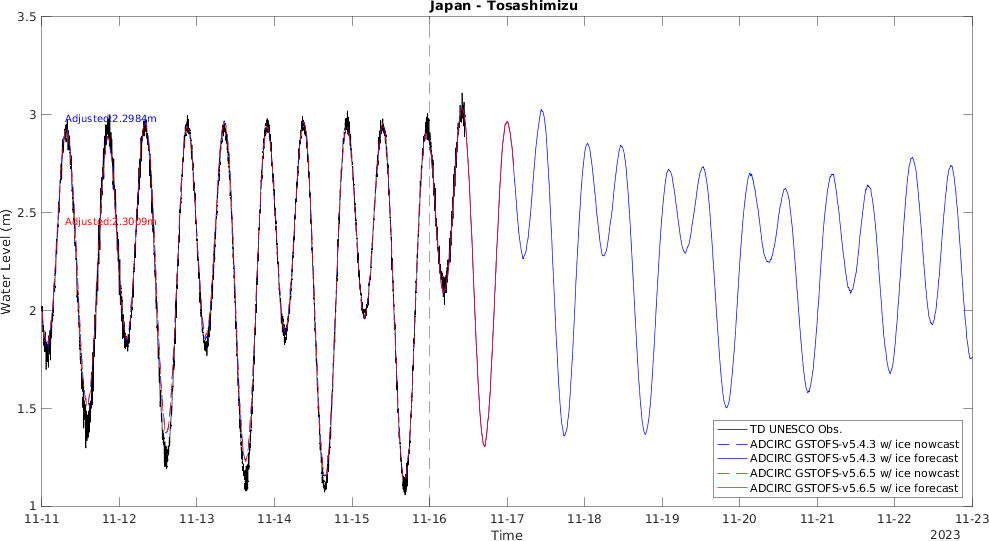 Japan - Tosashimizu
3.5
3
2.5
2
1.5
1
Water Level (m)
Adjusted:2.2984m
Adjusted:2.3009m
TD UNESCO Obs.
ADCIRC GSTOFS-v5.4.3 w/ ice nowcast
ADCIRC GSTOFS-v5.4.3 w/ ice forecast
ADCIRC GSTOFS-v5.6.5 w/ ice nowcast
ADCIRC GSTOFS-v5.6.5 w/ ice forecast
11-11 11-12 11-13 11-14 11-15 11-16 11-17 11-18 11-19 11-20 11-21 11-22 11-23
Time
2023